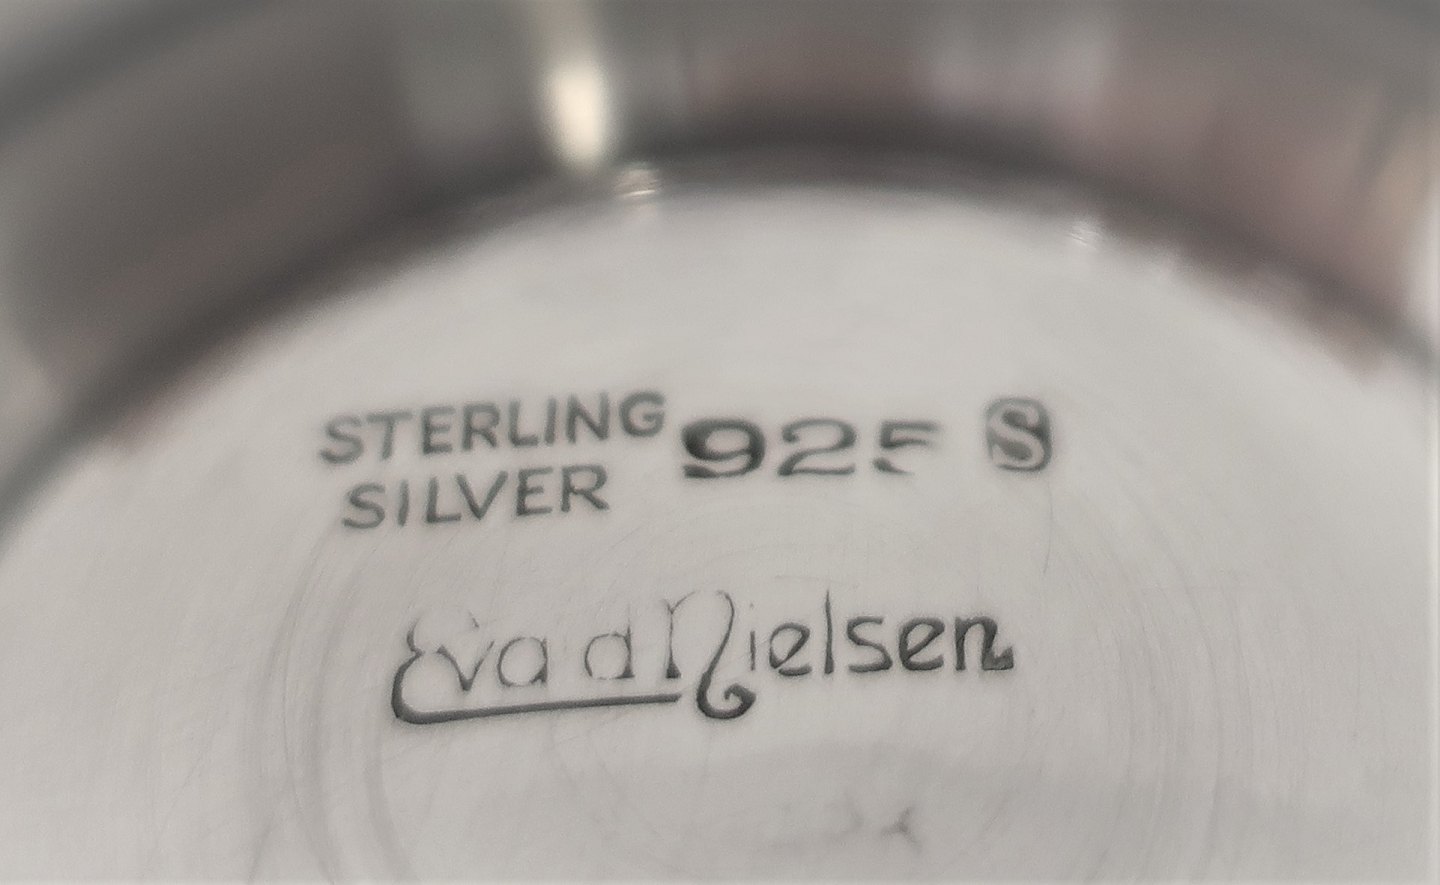 STERLING 925 S
SILVER
Eva d Nielsen